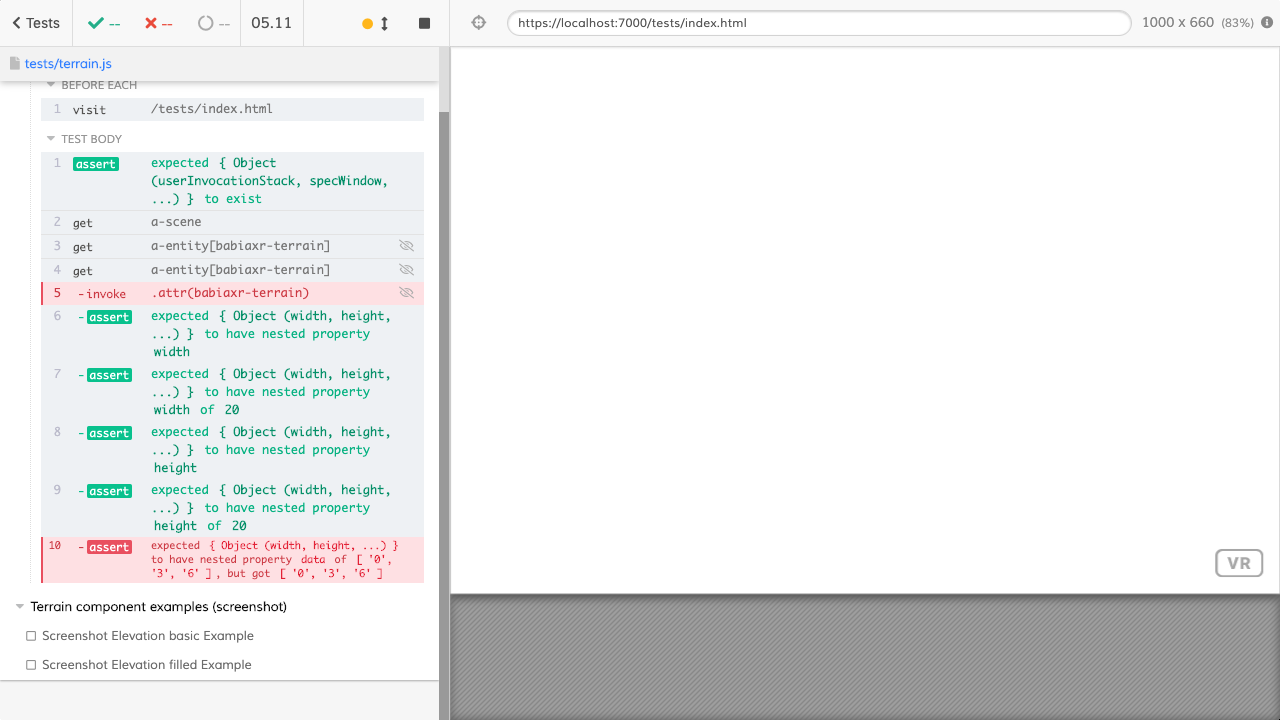 Tests -- -- -- 05.11 https://localhost:7000/tests/index.html 1000 x 660 (83%)
tests/terrain.js
BEFORE EACH
1 visit /tests/index.html
TEST BODY
1 assert expected { Object
(userInvocationStack, specWindow,
...) } to exist
2 get a-scene
3 get a-entity[babiaxr-terrain]
4 get a-entity[babiaxr-terrain]
5 -invoke .attr(babiaxr-terrain)
6 -assert expected { Object (width, height,
...) } to have nested property
width
7 -assert expected { Object (width, height,
...) } to have nested property
width of 20
8 -assert expected { Object (width, height,
...) } to have nested property
height
9 -assert expected { Object (width, height,
...) } to have nested property
height of 20
10 -assert expected { Object (width, height, ...) }
to have nested property data of [ '0',
'3', '6' ], but got [ '0', '3', '6' ]
VR
Terrain component examples (screenshot)
Screenshot Elevation basic Example
Screenshot Elevation filled Example